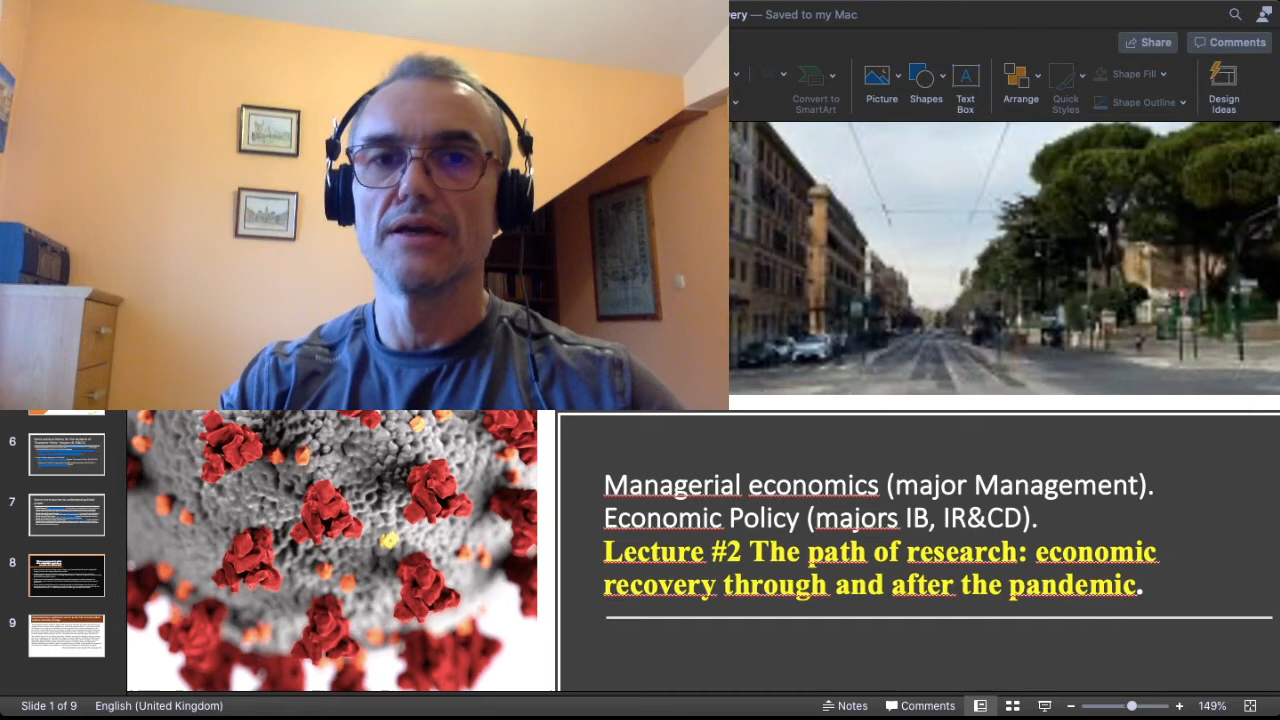 very — Saved to my Mac
Share
Comments
Convert to
SmartArt
Picture
Shapes
Text
Box
Arrange
Quick
Styles
Shape Fill
Shape Outline
Design
Ideas
A
6
7
8
9
Managerial economics (major Management).
Economic Policy (majors IB, IR&CD).
Lecture #2 The path of research: economic
recovery through and after the pandemic.
Slide 1 of 9
English (United Kingdom)
Notes
Comments
149%